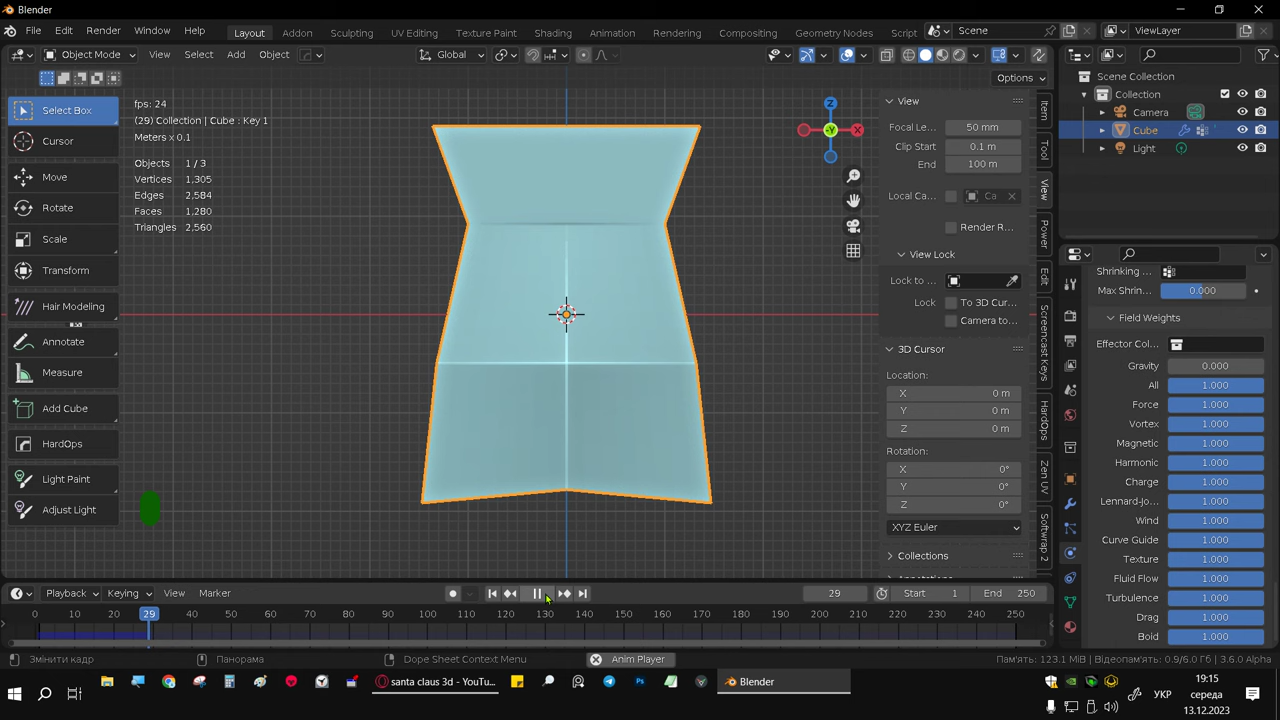 Blender
File Edit Render Window Help Layout Addon Sculpting UV Editing Texture Paint Shading Animation Rendering Compositing Geometry Nodes Script Scene ViewLayer
Object Mode View Select Add Object Global
Options
Select Box
Cursor
Move
Rotate
Scale
Transform
Hair Modeling
Annotate
Measure
Add Cube
HardOps
Light Paint
Adjust Light
fps: 24
(29) Collection | Cube : Key 1
Meters x 0.1
Objects 1 / 3
Vertices 1,305
Edges 2,584
Faces 1,280
Triangles 2,560
Z
X
-Y
View
Focal Le... 50 mm
Clip Start 0.1 m
End 100 m
Local Ca... Ca
Render R...
View Lock
Lock to ...
Lock To 3D Cur...
Camera to...
3D Cursor
Location:
X 0 m
Y 0 m
Z 0 m
Rotation:
X 0°
Y 0°
Z 0°
XYZ Euler
Collections
Item
Tool
View
Power
Edit
Screencast Keys
HardOps
Zen UV
Softwrap 2
Scene Collection
Collection
Camera
Cube
Light
Shrinking ...
Max Shrin... 0.000
Field Weights
Effector Col...
Gravity 0.000
All 1.000
Force 1.000
Vortex 1.000
Magnetic 1.000
Harmonic 1.000
Charge 1.000
Lennard-Jo... 1.000
Wind 1.000
Curve Guide 1.000
Texture 1.000
Fluid Flow 1.000
Turbulence 1.000
Drag 1.000
Boid 1.000
Playback Keying View Marker 29 Start 1 End 250
0 10 20 29 40 50 60 70 80 90 100 110 120 130 140 150 160 170 180 190 200 210 220 230 240 250
Змінити кадр Панорама Dope Sheet Context Menu Anim Player Пам'ять: 123.1 MiB | Відеопам'ять: 0.9/6.0 Гб | 3.6.0 Alpha
santa claus 3d - YouTu... Ps Blender УКР
19:15
середа
13.12.2023